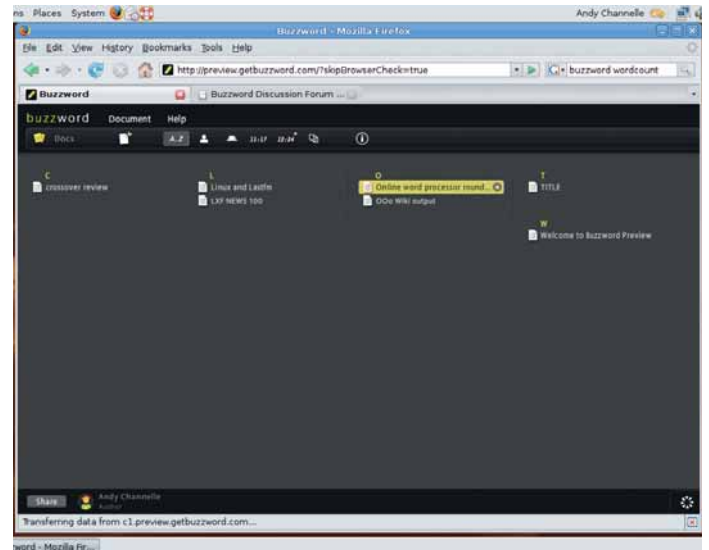 ns Places System Andy Channelle
Buzzword - Mozilla Firefox
File Edit View History Bookmarks Tools Help
http://preview.getbuzzword.com/?skipBrowserCheck=true buzzword wordcount
Buzzword Buzzword Discussion Forum ...
buzzword Document Help
Docs A..Z
C L O T
crossover review Linux and Lastfm Online word processor round... TITLE
LXF NEWS 100 OOo Wiki output
W
Welcome to Buzzword Preview
Share Andy Channelle
Author
Transferring data from c1.preview.getbuzzword.com...
word - Mozilla Fir...